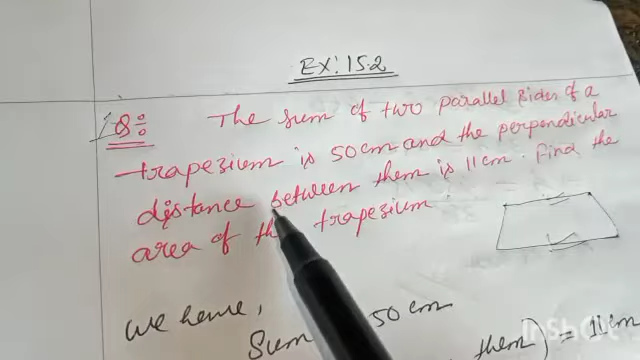 Ex: 15.2
Q: The sum of two parallel sides of a
trapezium is 50cm and the perpendicular
distance between them is 11cm. Find the
area of the trapezium.
We have,
Sum 50 cm
them) = 11cm
InShot